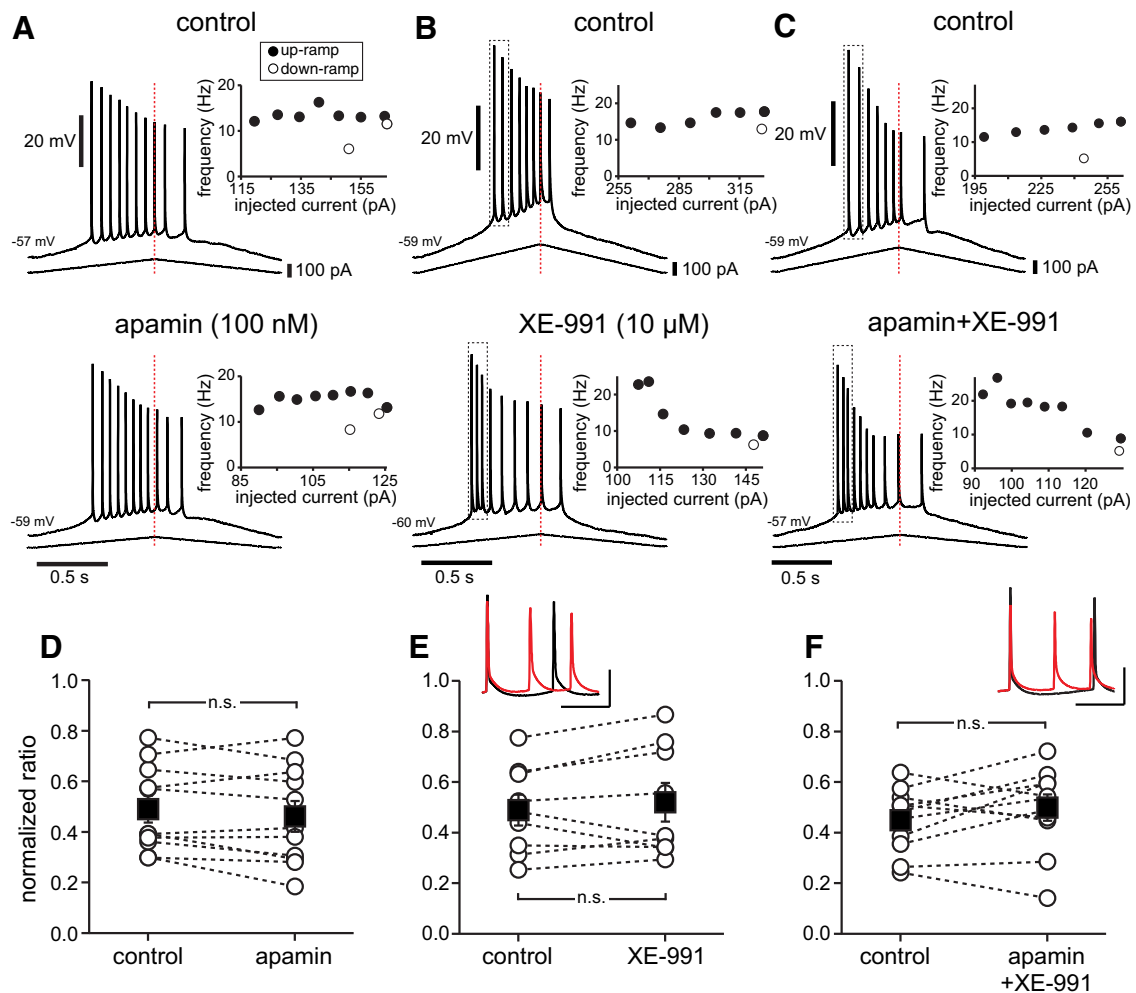 A
control
B
control
C
control
up-ramp
down-ramp
20 mV
frequency (Hz)
20
10
0
115
135
155
injected current (pA)
-57 mV
100 pA
20 mV
frequency (Hz)
20
10
0
255
285
315
injected current (pA)
-59 mV
100 pA
20 mV
frequency (Hz)
20
10
0
195
225
255
injected current (pA)
-59 mV
100 pA
apamin (100 nM)
XE-991 (10 μM)
apamin+XE-991
frequency (Hz)
20
10
0
85
105
125
injected current (pA)
-59 mV
0.5 s
frequency (Hz)
20
10
0
100
115
130
145
injected current (pA)
-60 mV
0.5 s
frequency (Hz)
20
10
0
90
100
110
120
injected current (pA)
-57 mV
0.5 s
D
normalized ratio
1.0
0.8
0.6
0.4
0.2
0.0
n.s.
control
apamin
E
1.0
0.8
0.6
0.4
0.2
0.0
n.s.
control
XE-991
F
1.0
0.8
0.6
0.4
0.2
0.0
n.s.
control
apamin
+XE-991